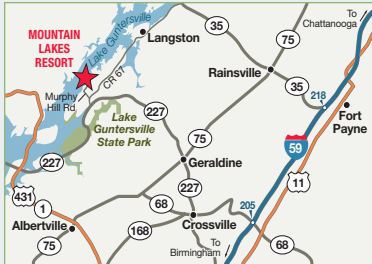 To
Chattanooga
MOUNTAIN
LAKES
RESORT
Lake Guntersville
Langston
35
75
CR 67
Murphy
Hill Rd
Rainsville
35
218
Fort
Payne
227
Lake
Guntersville
State Park
75
59
227
Geraldine
11
431
227
1
68
205
Albertville
Crossville
75
168
To
Birmingham
68